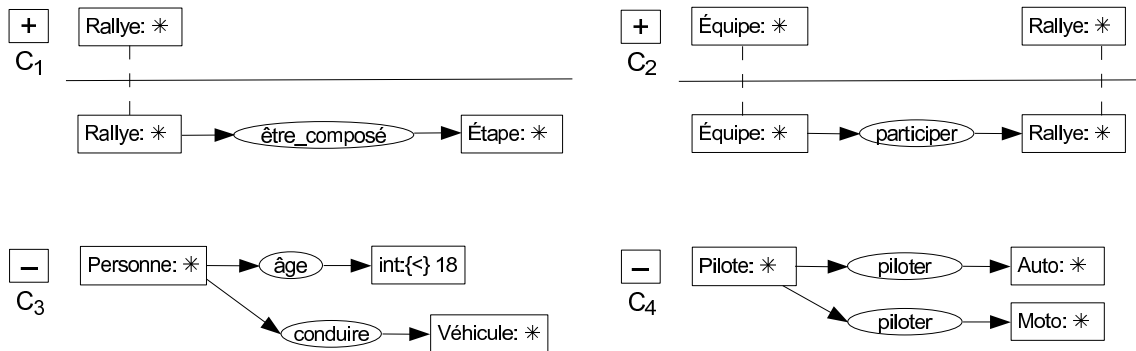 + Rallye: ✳
C1
Rallye: ✳ être_composé Étape: ✳
+ Équipe: ✳ Rallye: ✳
C2
Équipe: ✳ participer Rallye: ✳
− Personne: ✳ âge int:{<} 18
C3
conduire Véhicule: ✳
− Pilote: ✳ piloter Auto: ✳
C4
piloter Moto: ✳